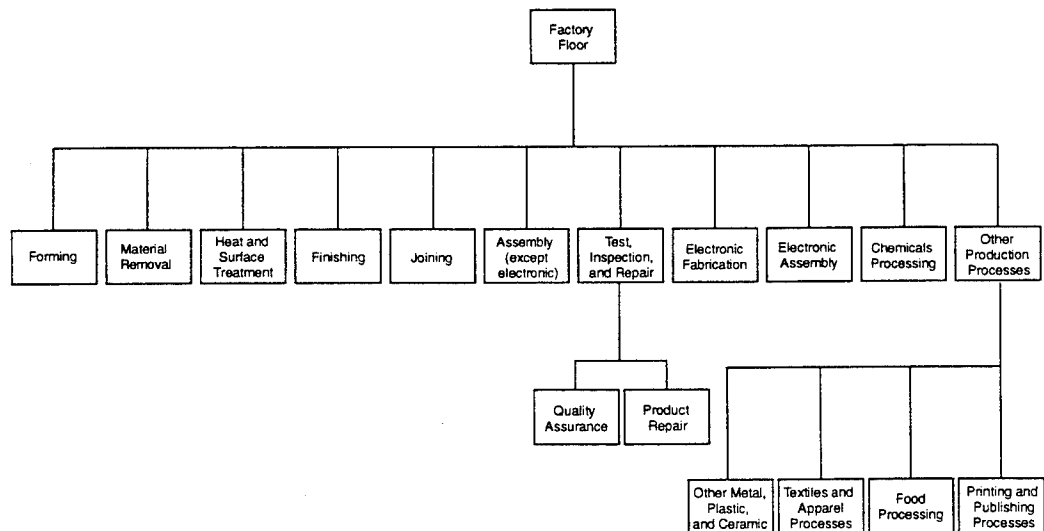 Factory
Floor
Forming
Material
Removal
Heat and
Surface
Treatment
Finishing
Joining
Assembly
(except
electronic)
Test,
Inspection,
and Repair
Electronic
Fabrication
Electronic
Assembly
Chemicals
Processing
Other
Production
Processes
Quality
Assurance
Product
Repair
Other Metal,
Plastic,
and Ceramic
Textiles and
Apparel
Processes
Food
Processing
Printing and
Publishing
Processes